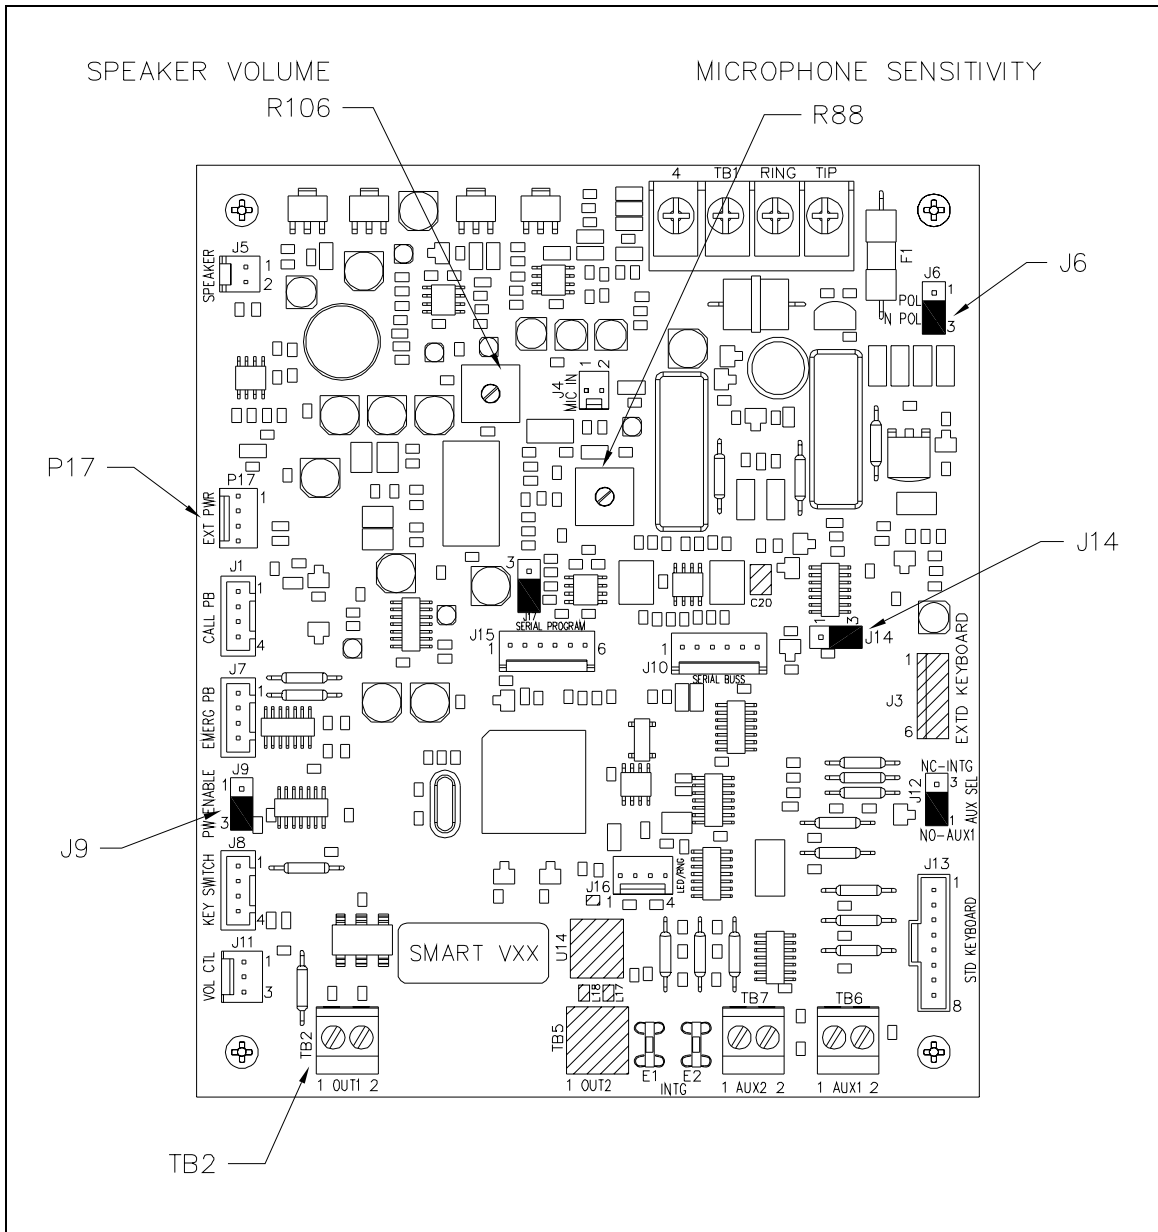 SPEAKER VOLUME
R106
MICROPHONE SENSITIVITY
R88
4 TB1 RING TIP
F1
J5
1
2
SPEAKER
J6
1
POL
N POL
3
J6
J4
MIC IN
1 2
P17
P17
1
EXT PWR
J1
1
4
CALL PB
3
J17
SERIAL PROGRAM
J15
1 6
C20
J14
1 3
J14
1
J10
SERIAL BUSS
1
J3
6
EXTD KEYBOARD
J7
1
EMERG PB
J9
1
3
PW ENABLE
J9
NC-INTG
3
J12
AUX SEL
1
NO-AUX1
J8
1
4
KEY SWITCH
J16
1 4
LED/RNG
J13
1
8
STD KEYBOARD
J11
1
3
VOL CTL
SMART VXX
U14
L18 L17
TB2
1 OUT1 2
TB5
1 OUT2
E1 E2
INTG
TB7
1 AUX2 2
TB6
1 AUX1 2
TB2